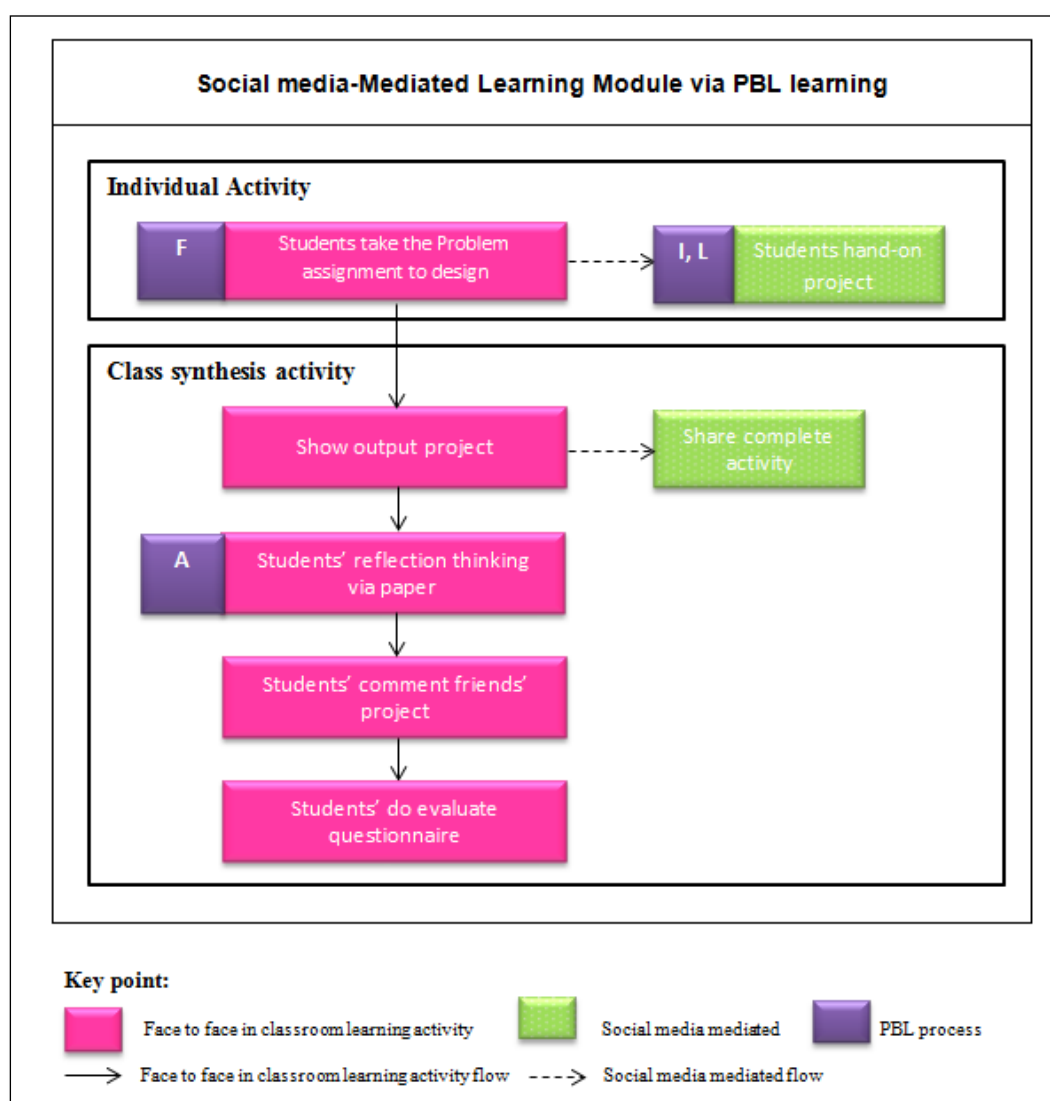 Social media-Mediated Learning Module via PBL learning
Individual Activity
F
Students take the Problem
assignment to design
I, L
Students hand-on
project
Class synthesis activity
Show output project
Share complete
activity
A
Students’ reflection thinking
via paper
Students’ comment friends’
project
Students’ do evaluate
questionnaire
Key point:
Face to face in classroom learning activity
Social media mediated
PBL process
Face to face in classroom learning activity flow
Social media mediated flow